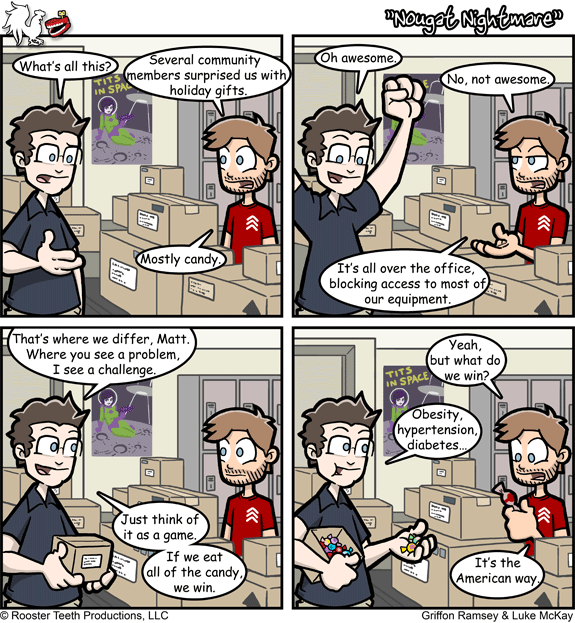 "Nougat Nightmare"
What's all this?
Several community
members surprised us with
holiday gifts.
TITS
IN SPACE
Mostly candy.
Oh awesome.
No, not awesome.
It's all over the office,
blocking access to most of
our equipment.
That's where we differ, Matt.
Where you see a problem,
I see a challenge.
Just think of
it as a game.
If we eat
all of the candy,
we win.
Yeah,
but what do
we win?
TITS
IN SPACE
Obesity,
hypertension,
diabetes...
It's the
American way.
© Rooster Teeth Productions, LLC
Griffon Ramsey & Luke McKay